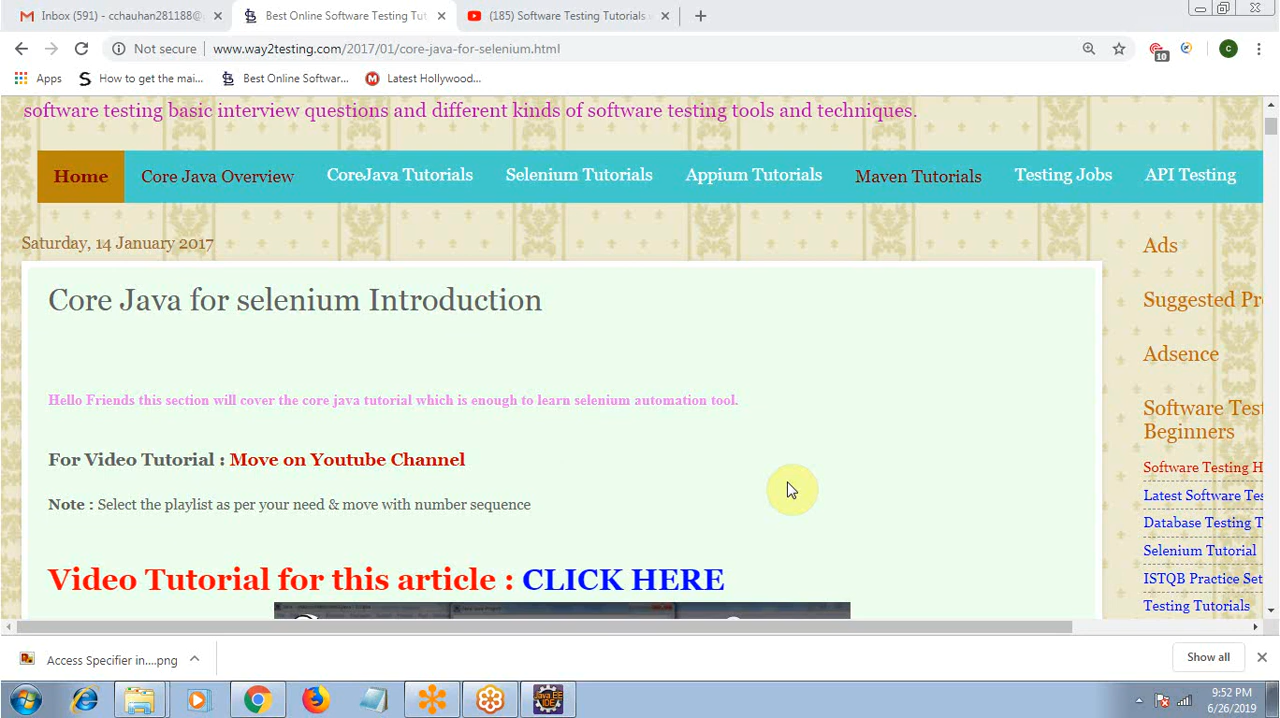 Inbox (591) - cchauhan281188@
Best Online Software Testing Tut
(185) Software Testing Tutorials
Not secure
www.way2testing.com/2017/01/core-java-for-selenium.html
10
C
Apps
How to get the mai...
Best Online Softwar...
Latest Hollywood...
software testing basic interview questions and different kinds of software testing tools and techniques.
Home
Core Java Overview
CoreJava Tutorials
Selenium Tutorials
Appium Tutorials
Maven Tutorials
Testing Jobs
API Testing
Saturday, 14 January 2017
Core Java for selenium Introduction
Hello Friends this section will cover the core java tutorial which is enough to learn selenium automation tool.
For Video Tutorial : Move on Youtube Channel
Note : Select the playlist as per your need & move with number sequence
Video Tutorial for this article : CLICK HERE
Ads
Suggested Pr
Adsence
Software Test
Beginners
Software Testing H
Latest Software Tes
Database Testing T
Selenium Tutorial
ISTQB Practice Set
Testing Tutorials
Access Specifier in....png
Show all
Java EE
IDE
9:52 PM
6/26/2019